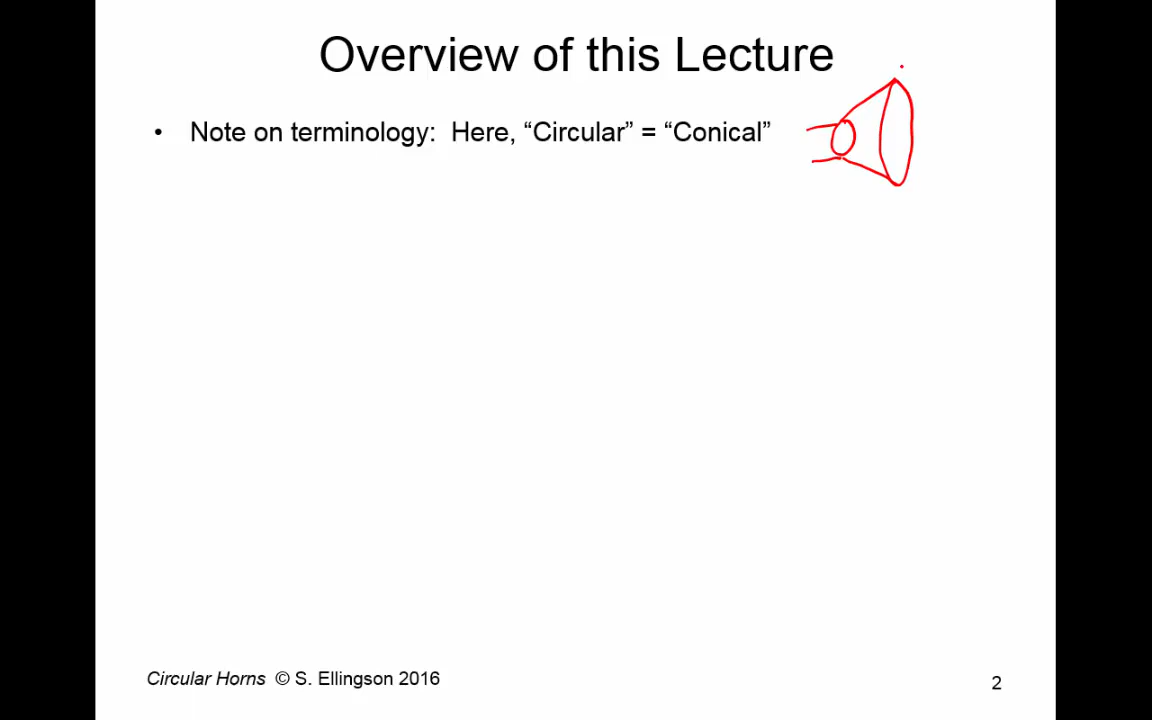 Overview of this Lecture
• Note on terminology: Here, “Circular” = “Conical”
Circular Horns © S. Ellingson 2016
2